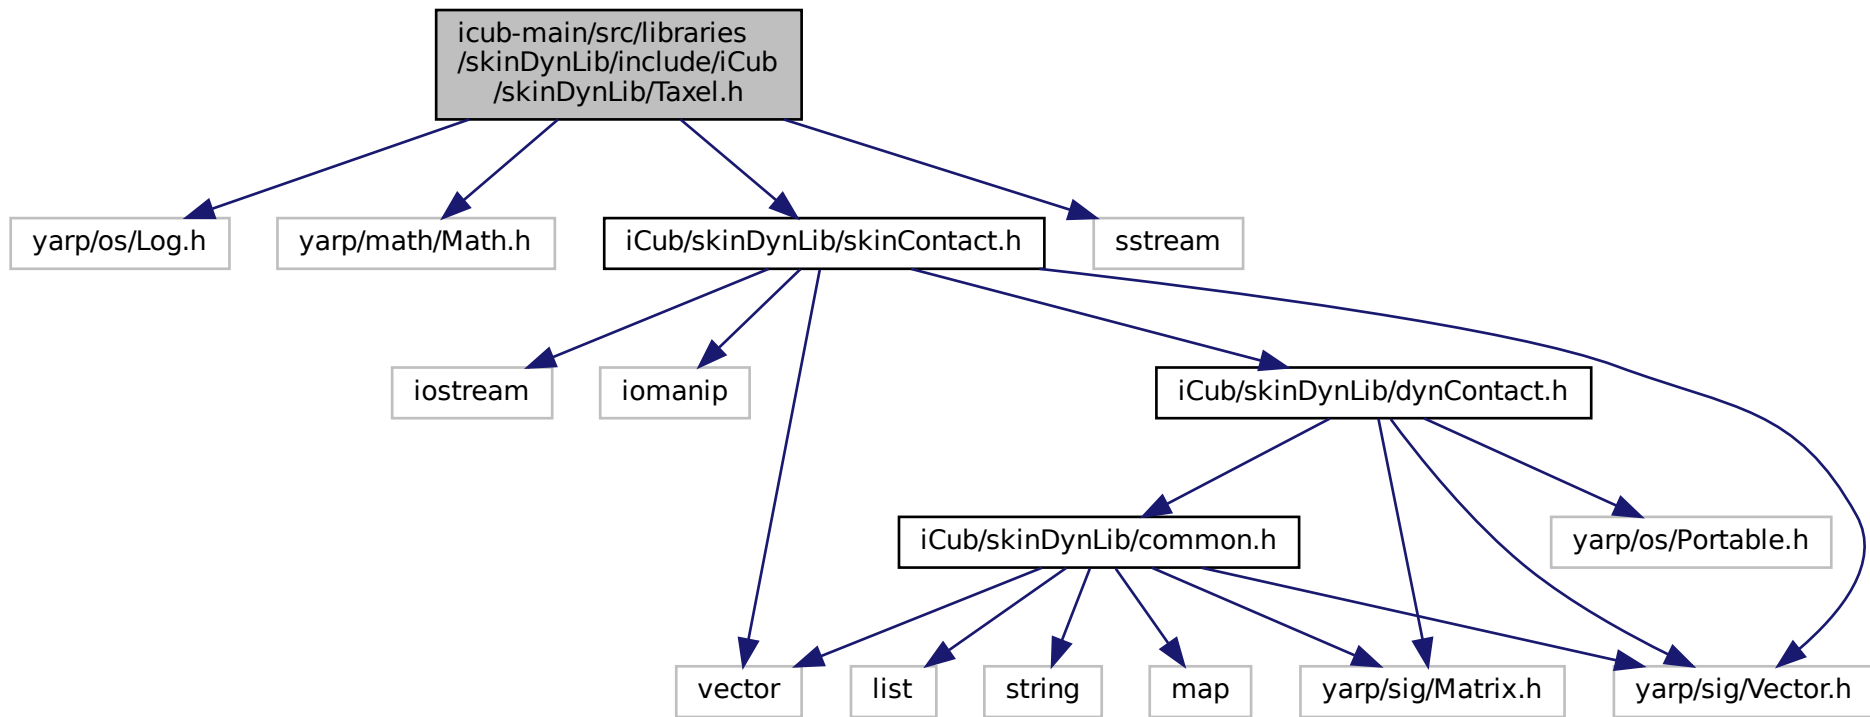 icub-main/src/libraries
/skinDynLib/include/iCub
/skinDynLib/Taxel.h
yarp/os/Log.h
yarp/math/Math.h
iCub/skinDynLib/skinContact.h
sstream
iostream
iomanip
iCub/skinDynLib/dynContact.h
iCub/skinDynLib/common.h
yarp/os/Portable.h
vector
list
string
map
yarp/sig/Matrix.h
yarp/sig/Vector.h